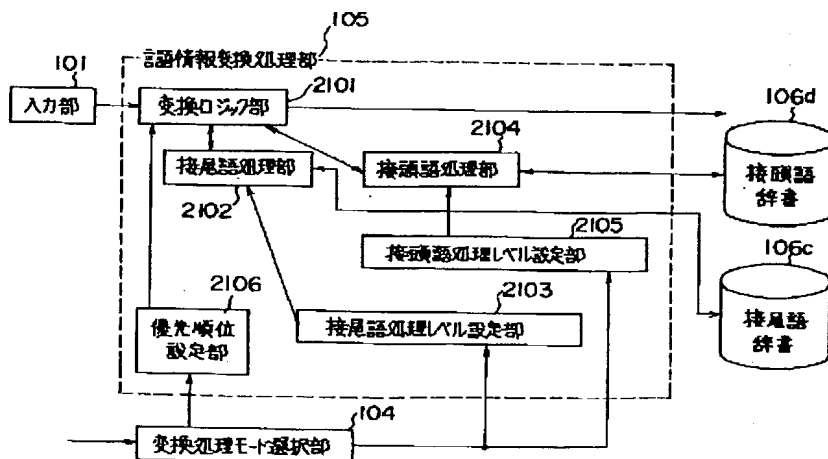 105
言語情報変換処理部
101
入力部
2101
変換ロジック部
106d
接頭語
辞書
2104
接尾語処理部
接頭語処理部
2102
2105
接頭語処理レベル設定部
106c
接尾語
辞書
2106
優先順位
設定部
2103
接尾語処理レベル設定部
104
変換処理モード選択部